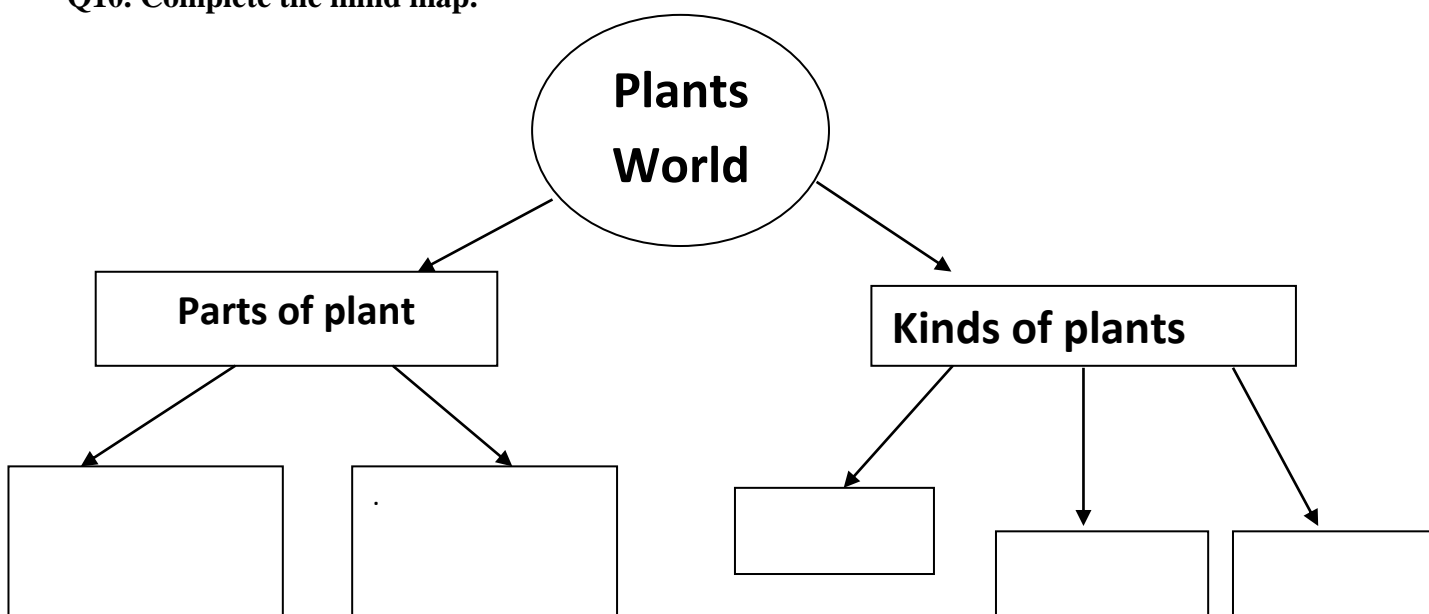 Q10. Complete the mind map.
Plants
World
Parts of plant
Kinds of plants
.